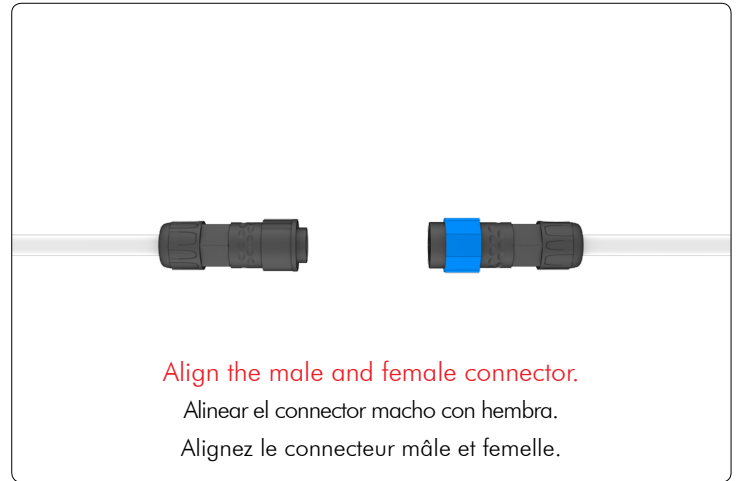 Align the male and female connector.
Alinear el connector macho con hembra.
Alignez le connecteur mâle et femelle.